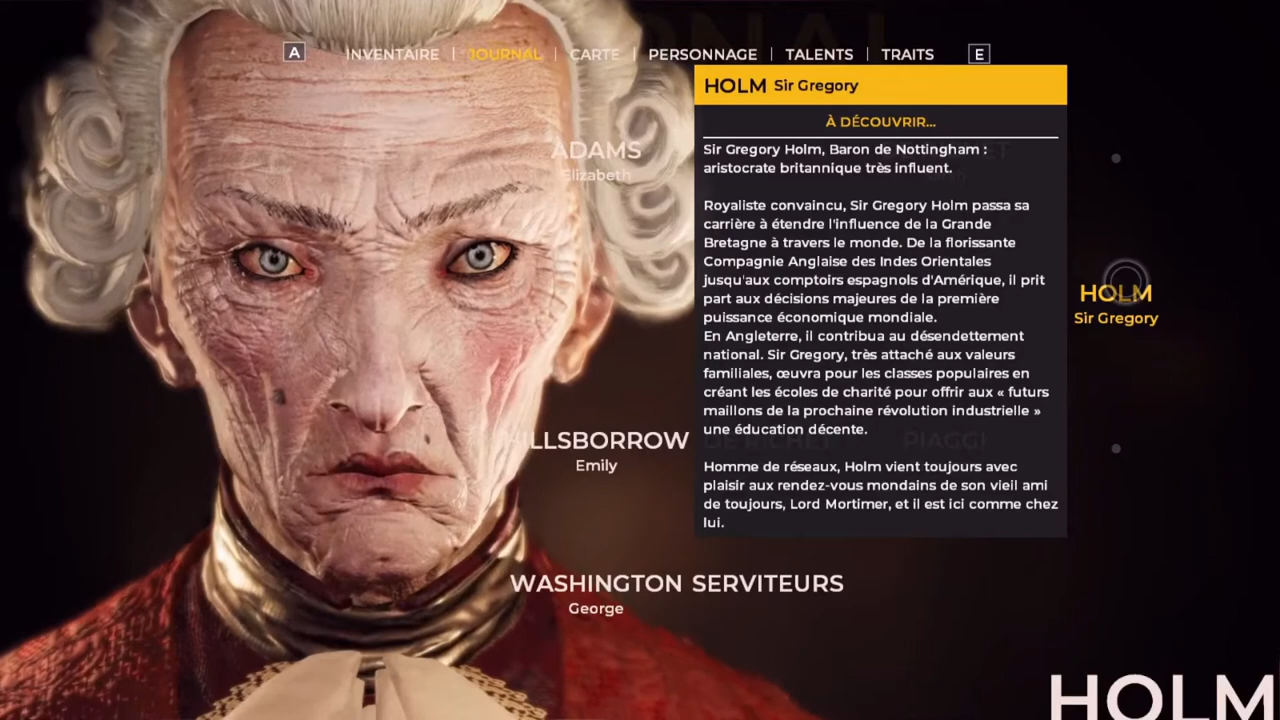 A
INVENTAIRE
JOURNAL
CARTE
PERSONNAGE
TALENTS
TRAITS
E
HOLM Sir Gregory
À DÉCOUVRIR...
Sir Gregory Holm, Baron de Nottingham :
aristocrate britannique très influent.
Royaliste convaincu, Sir Gregory Holm passa sa
carrière à étendre l'influence de la Grande
Bretagne à travers le monde. De la florissante
Compagnie Anglaise des Indes Orientales
jusqu'aux comptoirs espagnols d'Amérique, il prit
part aux décisions majeures de la première
puissance économique mondiale.
En Angleterre, il contribua au désendettement
national. Sir Gregory, très attaché aux valeurs
familiales, œuvra pour les classes populaires en
créant les écoles de charité pour offrir aux « futurs
maillons de la prochaine révolution industrielle »
une éducation décente.
Homme de réseaux, Holm vient toujours avec
plaisir aux rendez-vous mondains de son vieil ami
de toujours, Lord Mortimer, et il est ici comme chez
lui.
ADAMS
Elizabeth
HOLM
Sir Gregory
HILLSBORROW
Emily
DE RICHET
PIAGGI
WASHINGTON
George
SERVITEURS
HOLM